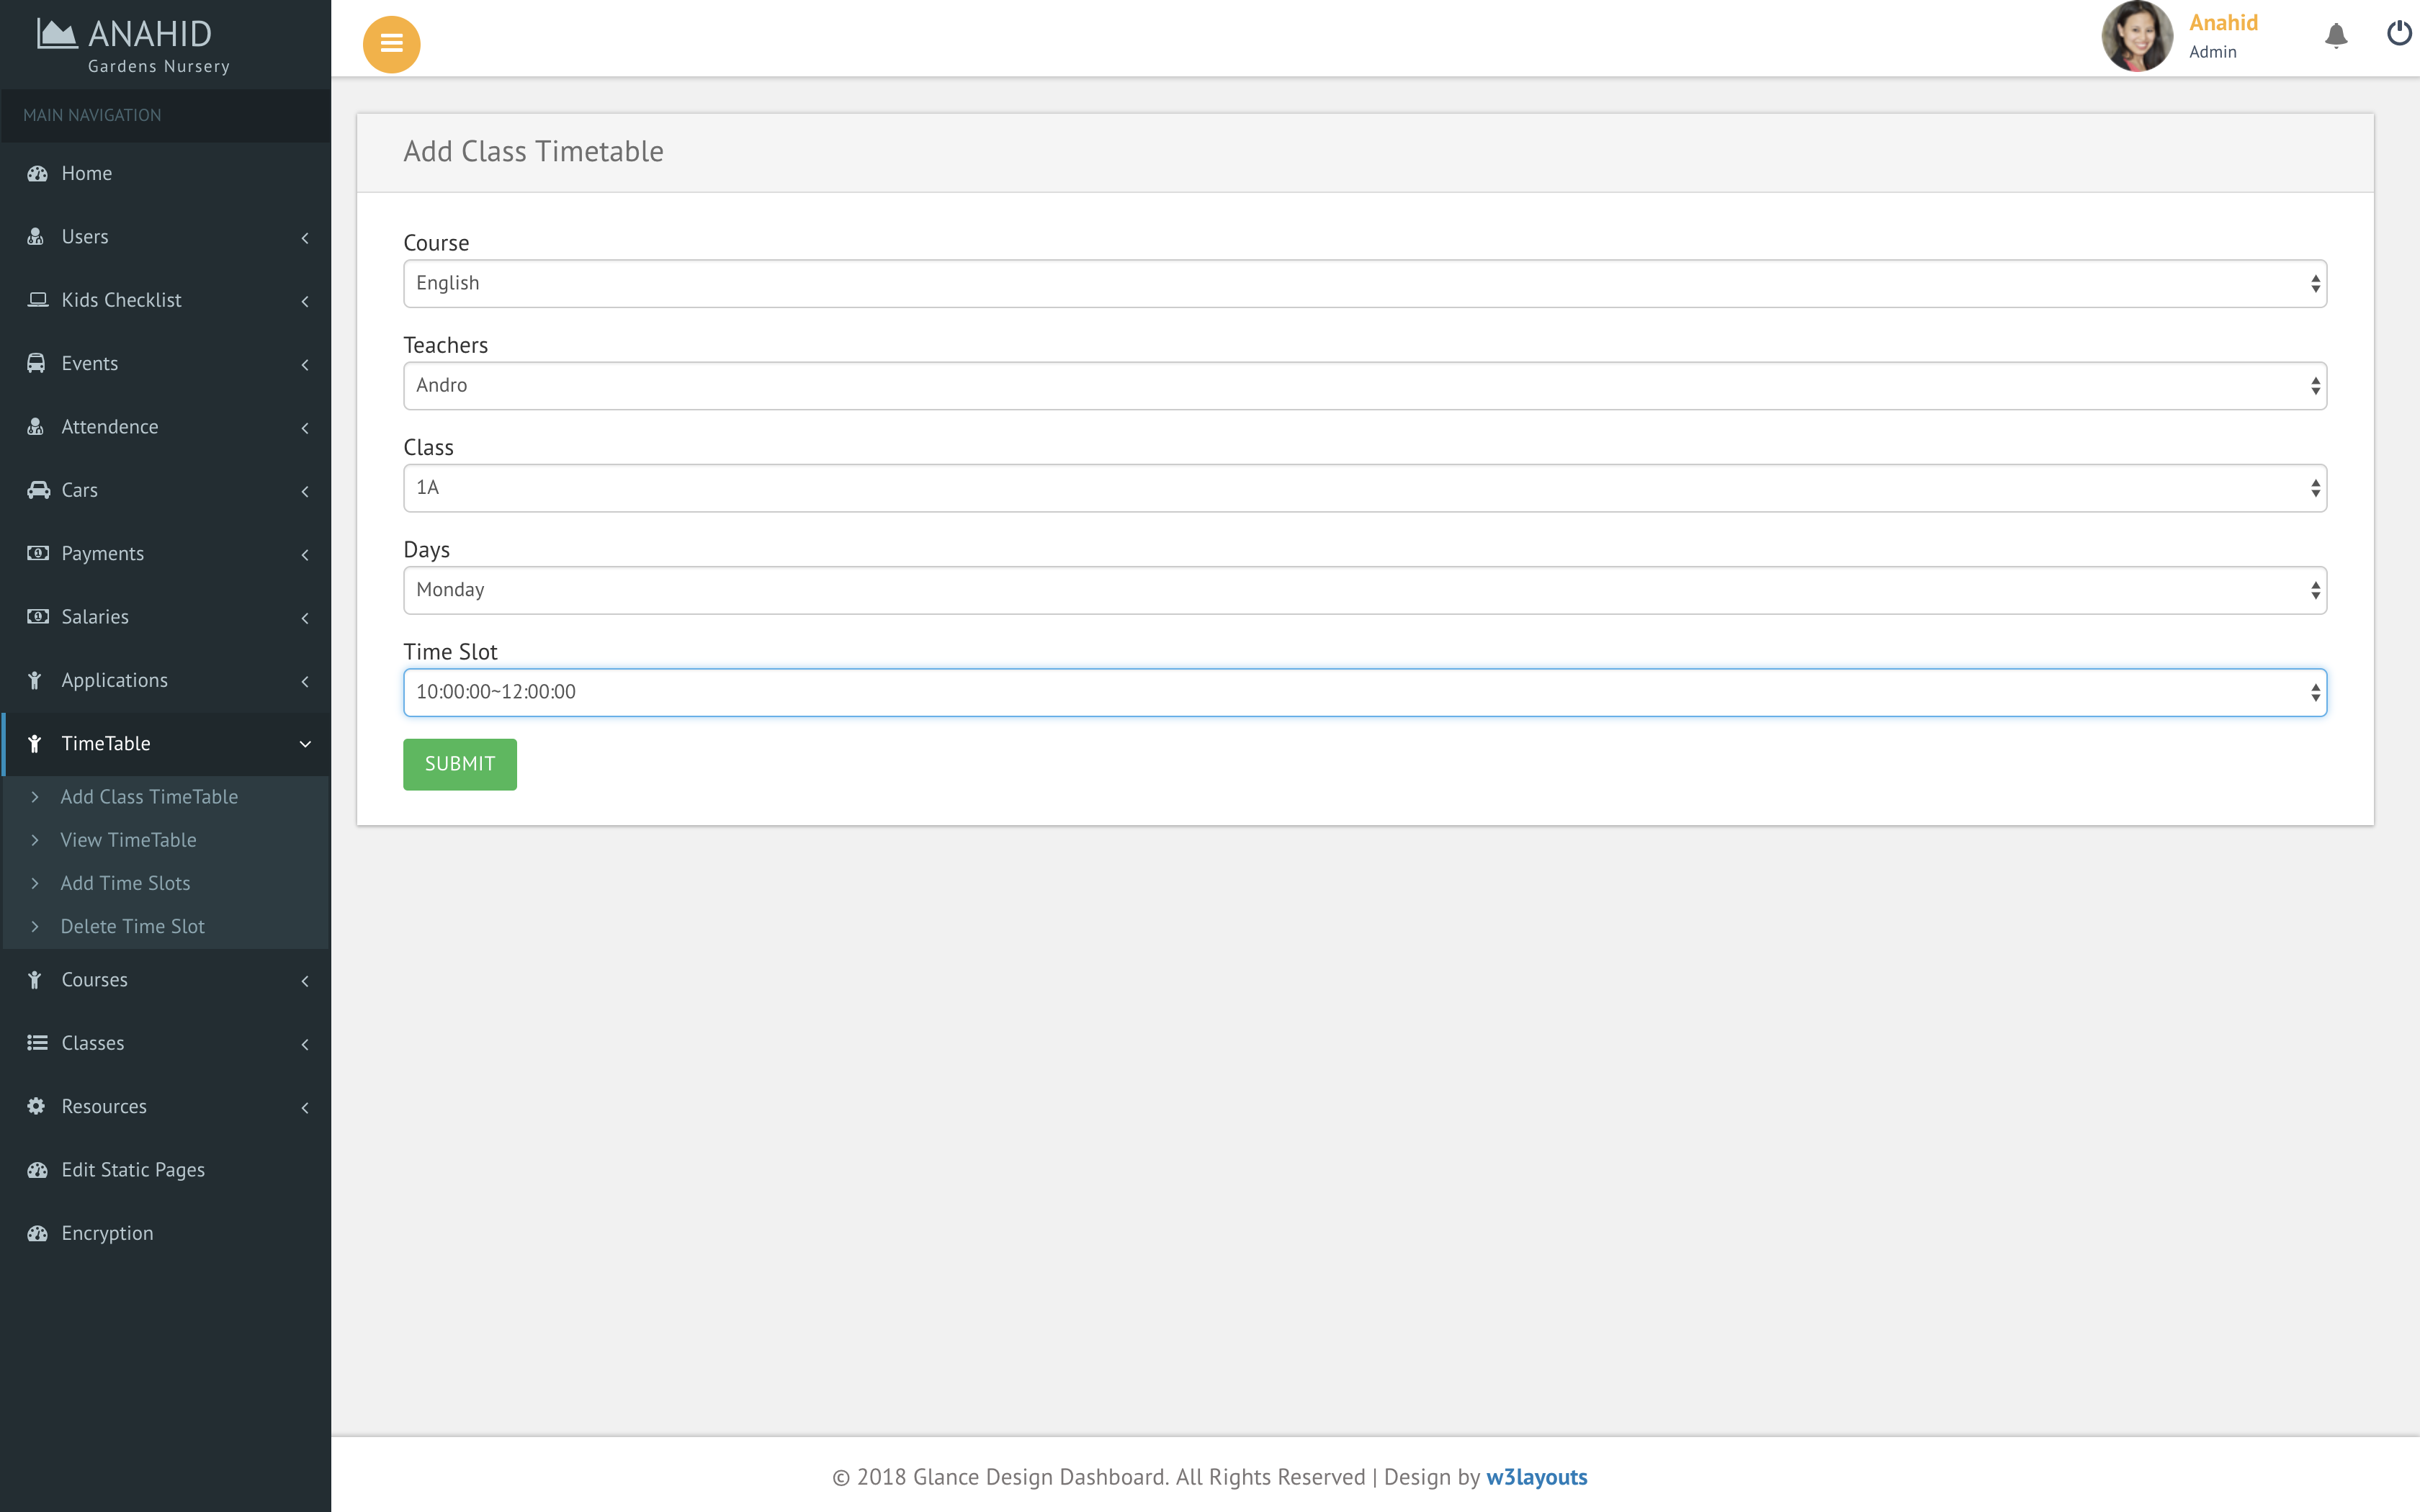 ANAHID
Gardens Nursery
MAIN NAVIGATION
Home
Users
Kids Checklist
Events
Attendence
Cars
Payments
Salaries
Applications
TimeTable
Add Class TimeTable
View TimeTable
Add Time Slots
Delete Time Slot
Courses
Classes
Resources
Edit Static Pages
Encryption
Anahid
Admin
Add Class Timetable
Course
English
Teachers
Andro
Class
1A
Days
Monday
Time Slot
10:00:00~12:00:00
SUBMIT
© 2018 Glance Design Dashboard. All Rights Reserved | Design by w3layouts